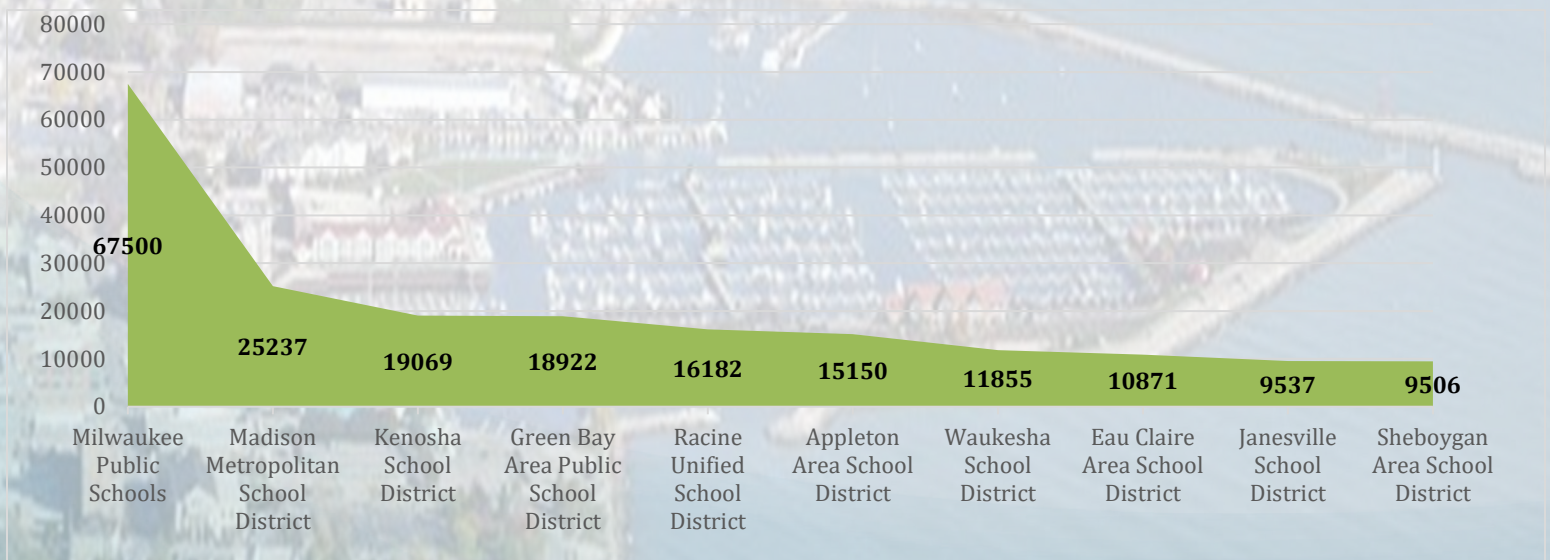 80000
70000
60000
50000
40000
30000
20000
10000
0
67500
25237
19069
18922
16182
15150
11855
10871
9537
9506
Milwaukee
Public
Schools
Madison
Metropolitan
School
District
Kenosha
School
District
Green Bay
Area Public
School
District
Racine
Unified
School
District
Appleton
Area School
District
Waukesha
School
District
Eau Claire
Area School
District
Janesville
School
District
Sheboygan
Area School
District